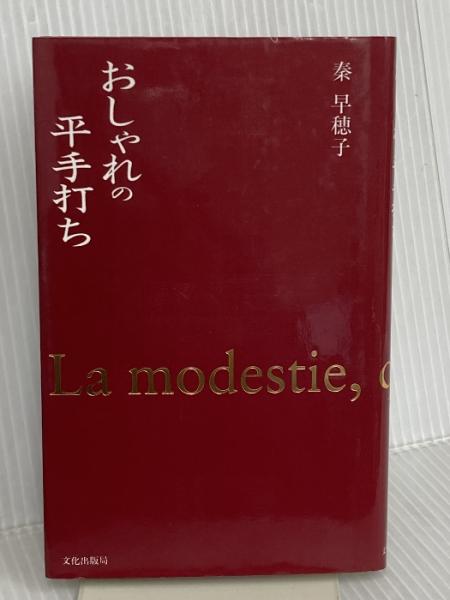 おしゃれの
平手打ち
秦 早穂子
La modestie,
文化出版局